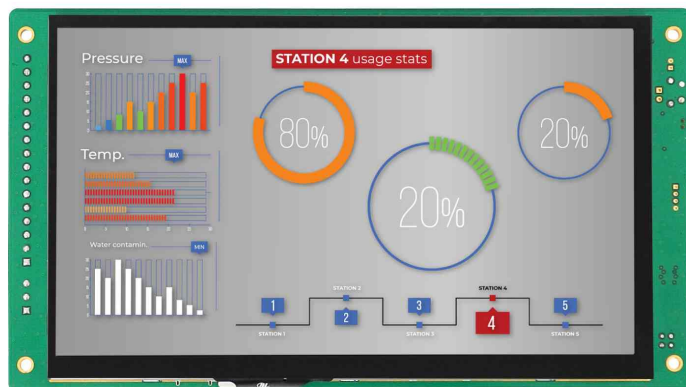 Pressure
MAX
STATION 4 usage stats
80%
20%
20%
Temp.
MAX
Water contamin.
MIN
STATION 2
STATION 4
1
3
5
2
4
STATION 1
STATION 3
STATION 5